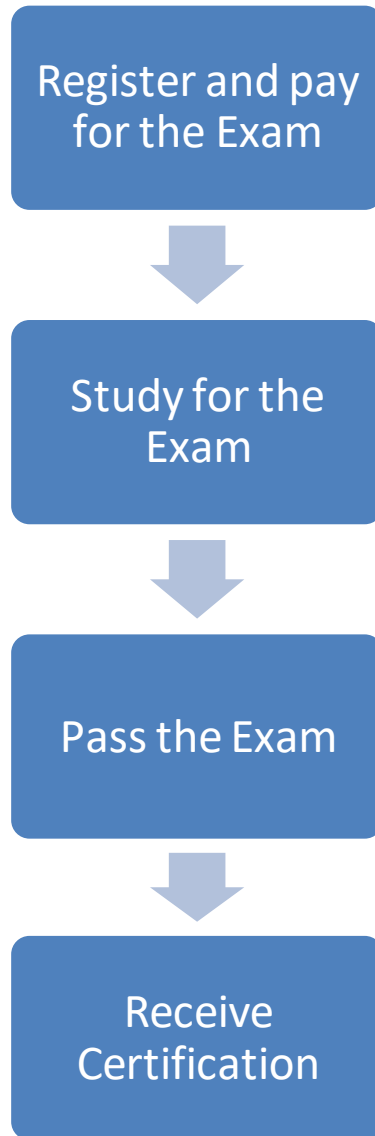 Register and pay
for the Exam
Study for the
Exam
Pass the Exam
Receive
Certification